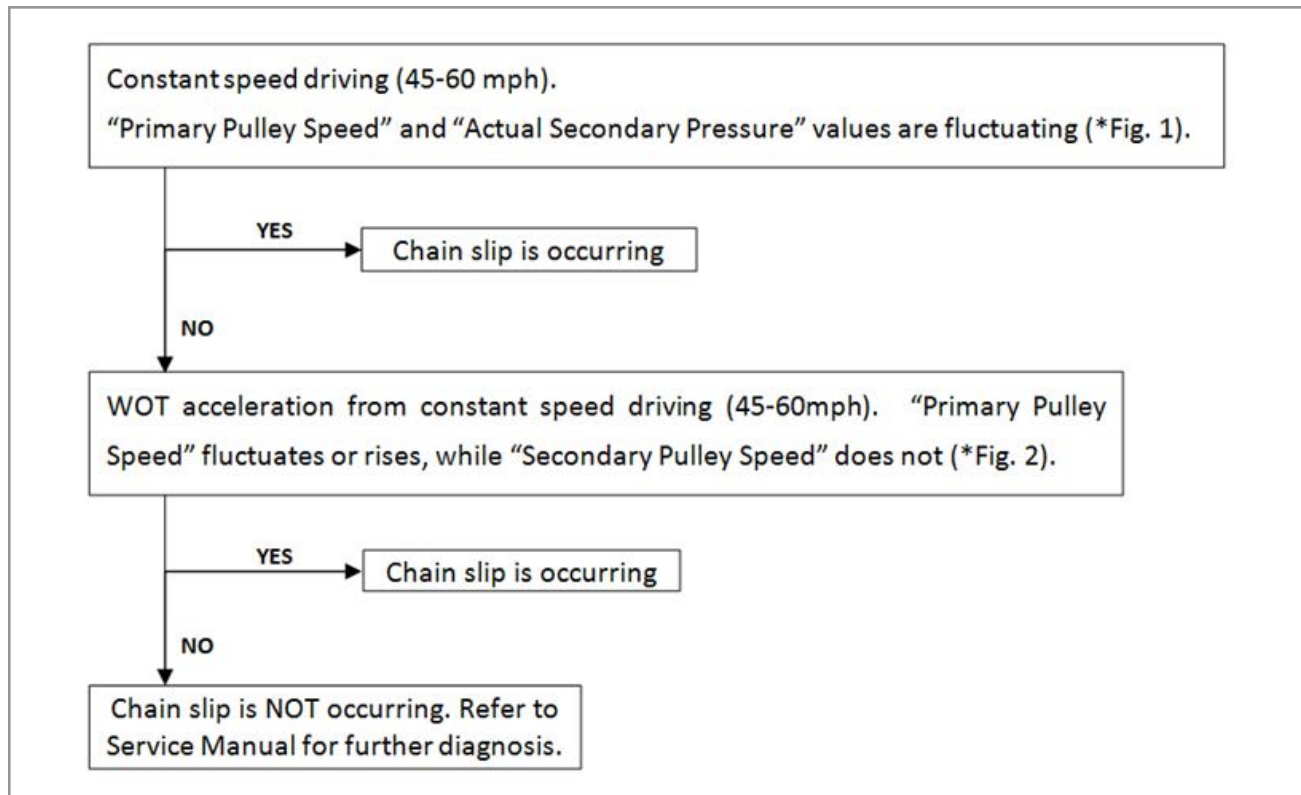 Constant speed driving (45-60 mph).
“Primary Pulley Speed” and “Actual Secondary Pressure” values are fluctuating (*Fig. 1).
YES
Chain slip is occurring
NO
WOT acceleration from constant speed driving (45-60mph). “Primary Pulley
Speed” fluctuates or rises, while “Secondary Pulley Speed” does not (*Fig. 2).
YES
Chain slip is occurring
NO
Chain slip is NOT occurring. Refer to
Service Manual for further diagnosis.